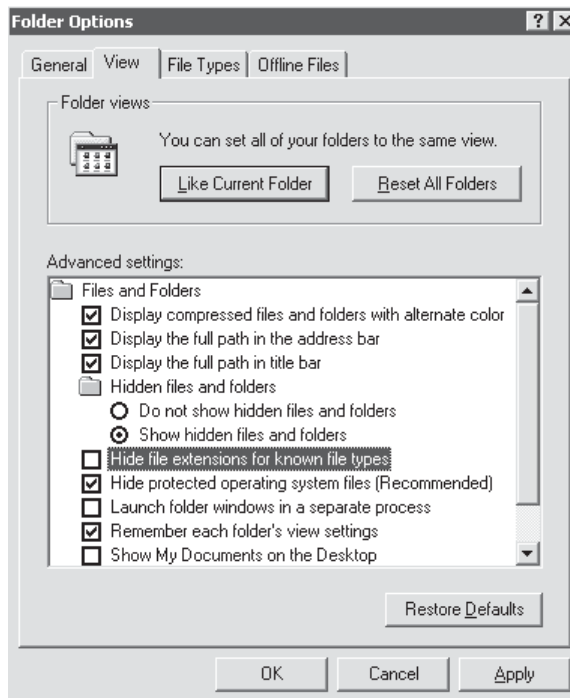 Folder Options
General View File Types Offline Files
Folder views
You can set all of your folders to the same view.
Like Current Folder Reset All Folders
Advanced settings:
Files and Folders
Display compressed files and folders with alternate color
Display the full path in the address bar
Display the full path in title bar
Hidden files and folders
Do not show hidden files and folders
Show hidden files and folders
Hide file extensions for known file types
Hide protected operating system files (Recommended)
Launch folder windows in a separate process
Remember each folder's view settings
Show My Documents on the Desktop
Restore Defaults
OK Cancel Apply